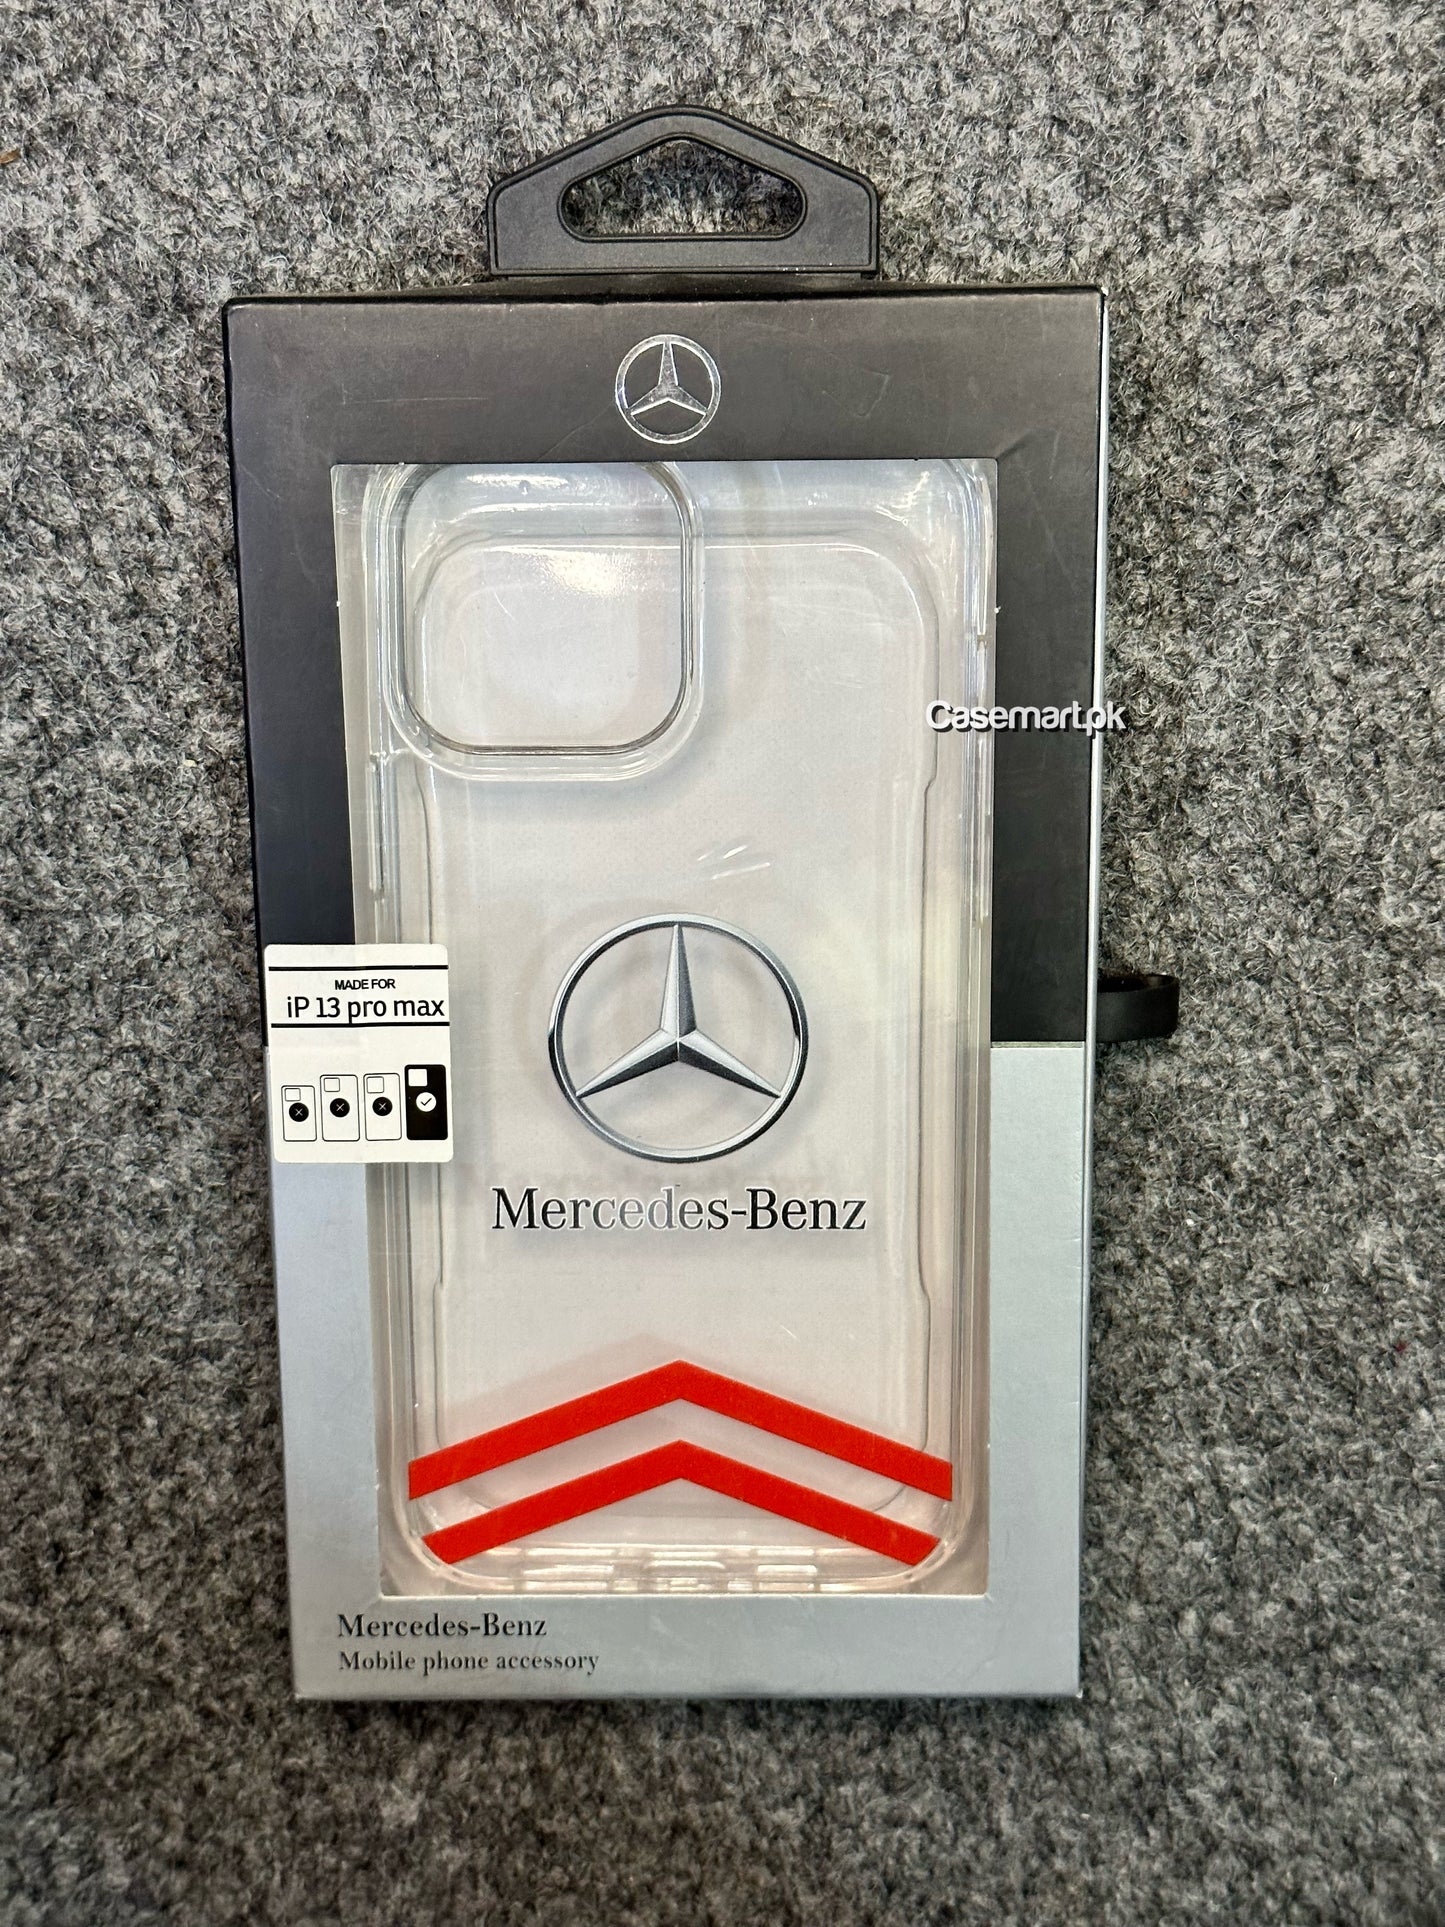 Casemart.pk
MADE FOR
iP 13 pro max
Mercedes-Benz
Mercedes-Benz
Mobile phone accessory